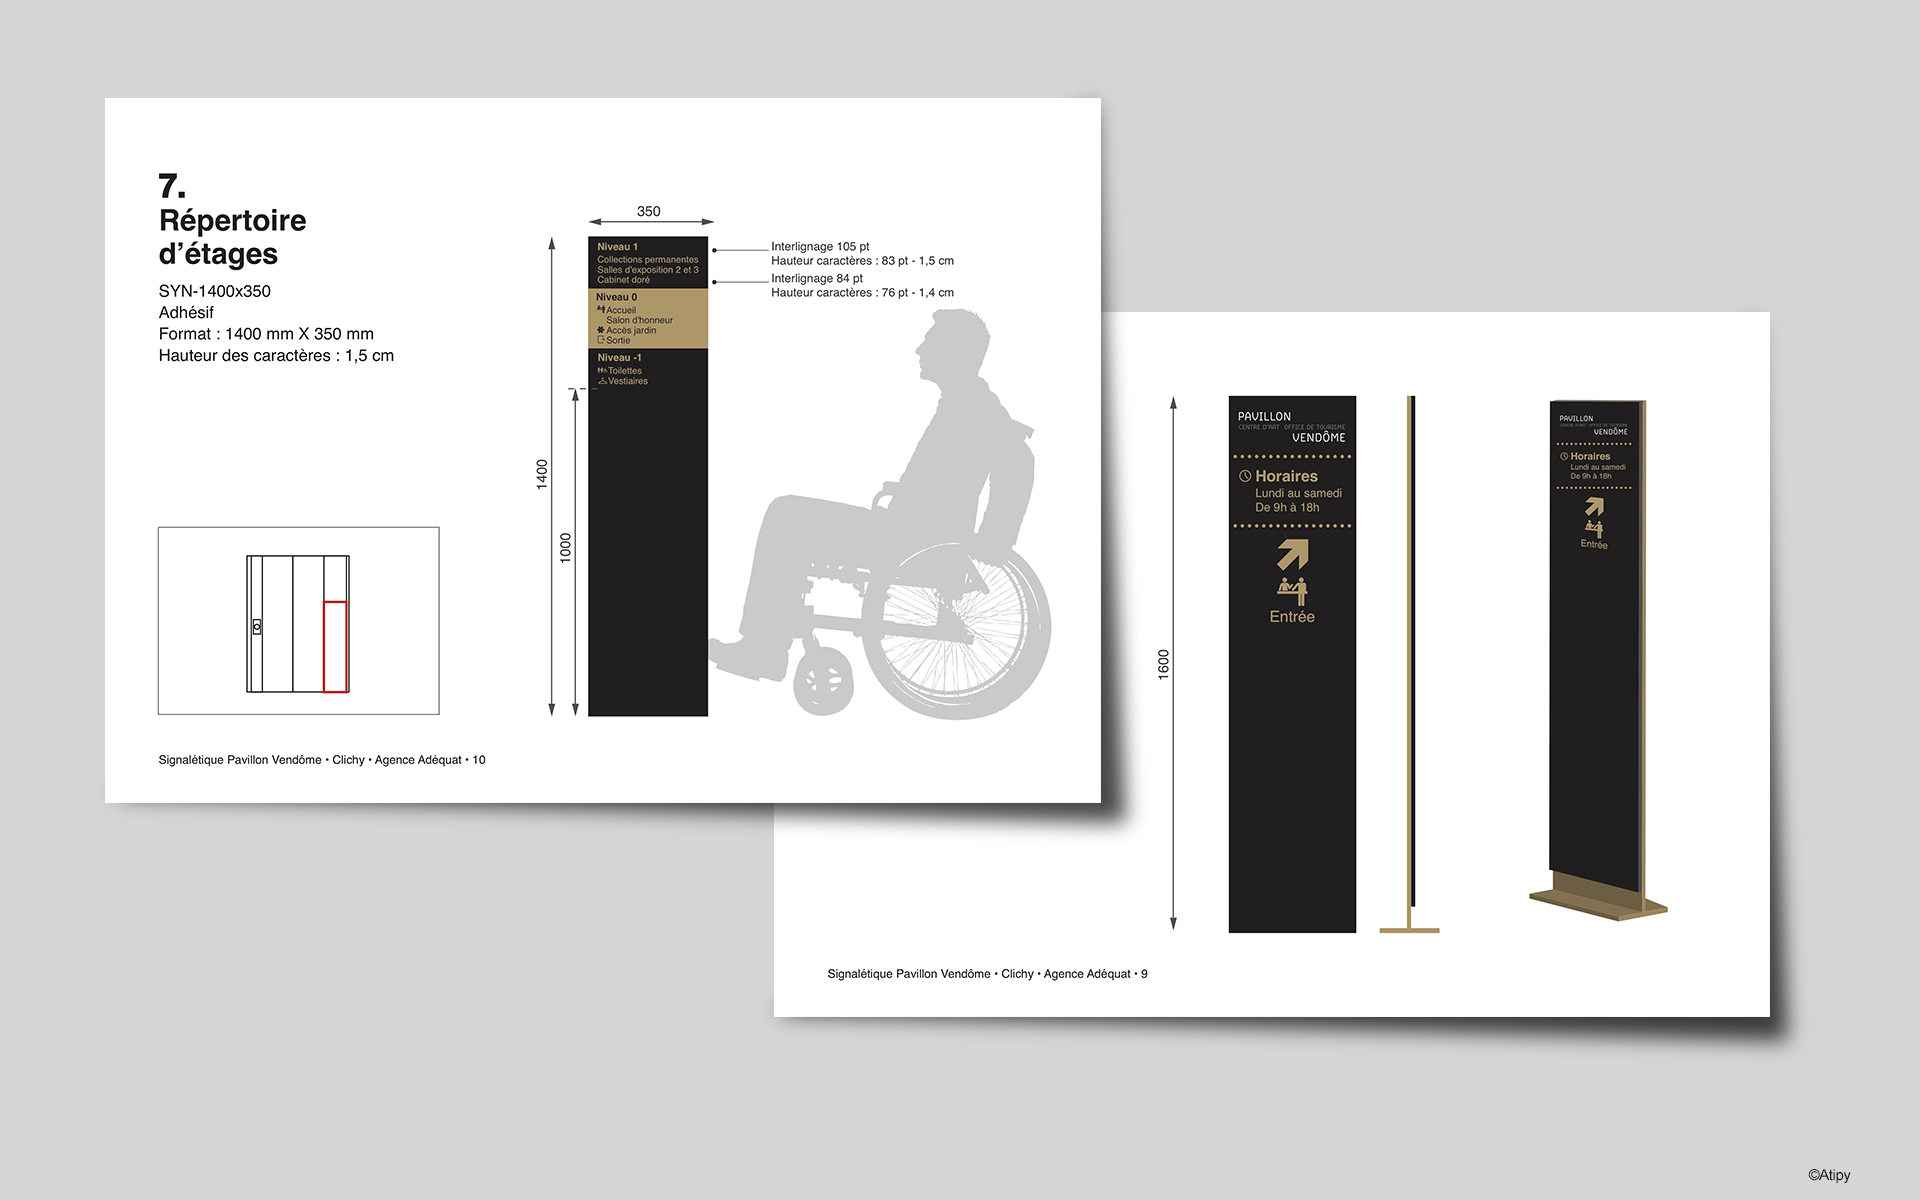 7.
Répertoire
d’étages
SYN-1400x350
Adhésif
Format : 1400 mm X 350 mm
Hauteur des caractères : 1,5 cm
350
1400
1000
Niveau 1
Collections permanentes
Salles d'exposition 2 et 3
Cabinet doré
Niveau 0
Accueil
Salon d'honneur
Accès jardin
Sortie
Niveau -1
Toilettes
Vestiaires
Interlignage 105 pt
Hauteur caractères : 83 pt - 1,5 cm
Interlignage 84 pt
Hauteur caractères : 76 pt - 1,4 cm
Signalétique Pavillon Vendôme • Clichy • Agence Adéquat • 10
1600
PAVILLON
CENTRE D'ART OFFICE DE TOURISME
VENDÔME
Horaires
Lundi au samedi
De 9h à 18h
Entrée
PAVILLON
CENTRE D'ART OFFICE DE TOURISME
VENDÔME
Horaires
Lundi au samedi
De 9h à 18h
Entrée
Signalétique Pavillon Vendôme • Clichy • Agence Adéquat • 9
©Atipy